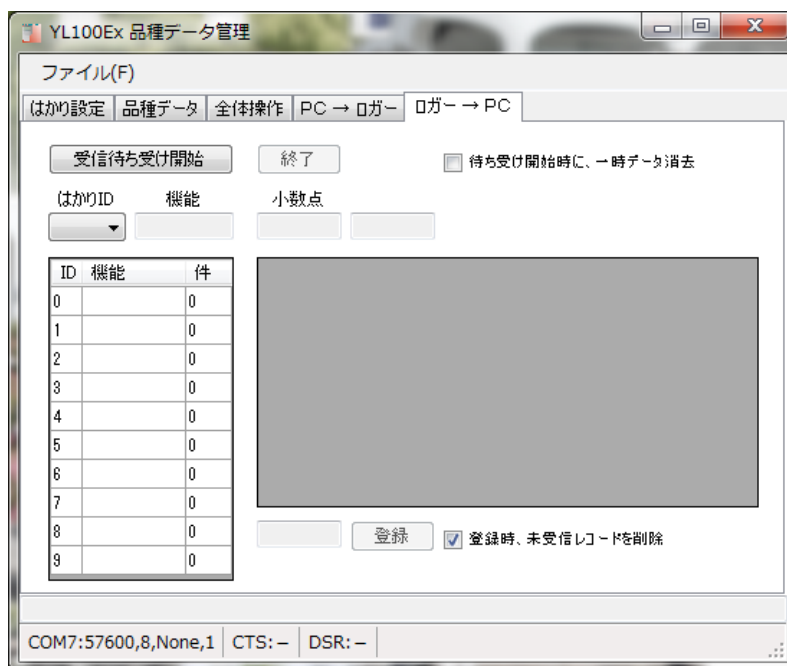 YL100Ex 品種データ管理
ファイル(F)
はかり設定 品種データ 全体操作 PC → ロガー ロガー → PC
受信待ち受け開始 終了 待ち受け開始時に、一時データ消去
はかりID 機能 小数点
ID 機能 件
0 0
1 0
2 0
3 0
4 0
5 0
6 0
7 0
8 0
9 0
登録 登録時、未受信レコードを削除
COM7:57600,8,None,1 CTS:– DSR:–